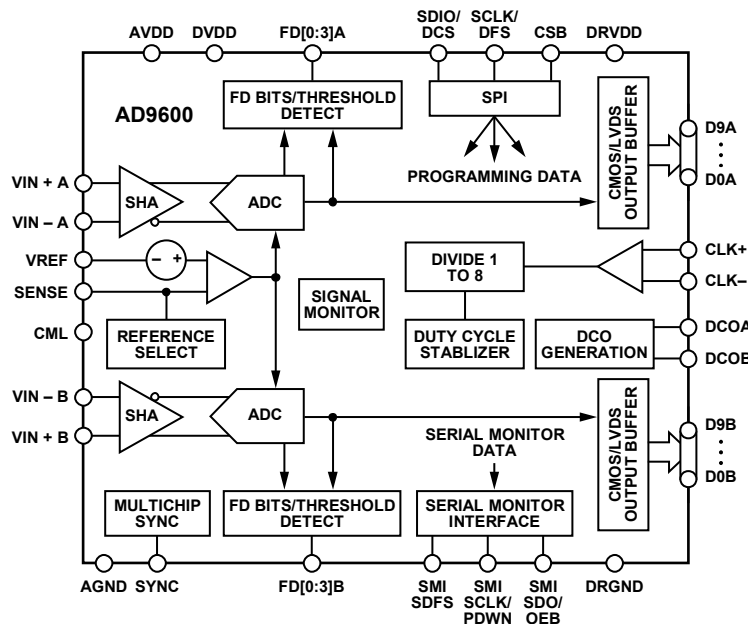 AVDD
DVDD
FD[0:3]A
SDIO/
DCS
SCLK/
DFS
CSB
DRVDD
AD9600
FD BITS/THRESHOLD
DETECT
SPI
PROGRAMMING DATA
CMOS/LVDS
OUTPUT BUFFER
D9A
D0A
VIN + A
VIN – A
SHA
ADC
VREF
SENSE
CML
– +
REFERENCE
SELECT
SIGNAL
MONITOR
DIVIDE 1
TO 8
DUTY CYCLE
STABLIZER
DCO
GENERATION
CLK+
CLK–
DCOA
DCOB
VIN – B
VIN + B
SHA
ADC
SERIAL MONITOR
DATA
CMOS/LVDS
OUTPUT BUFFER
D9B
D0B
MULTICHIP
SYNC
FD BITS/THRESHOLD
DETECT
SERIAL MONITOR
INTERFACE
AGND
SYNC
FD[0:3]B
SMI
SDFS
SMI
SCLK/
PDWN
SMI
SDO/
OEB
DRGND